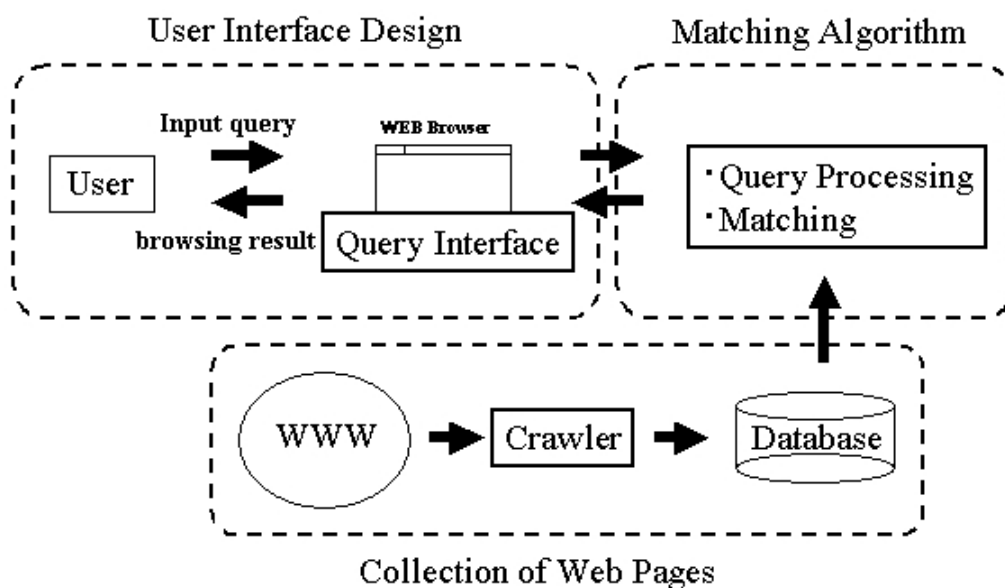 User Interface Design
Matching Algorithm
Input query
WEB Browser
User
browsing result
Query Interface
・Query Processing
・Matching
WWW
Crawler
Database
Collection of Web Pages